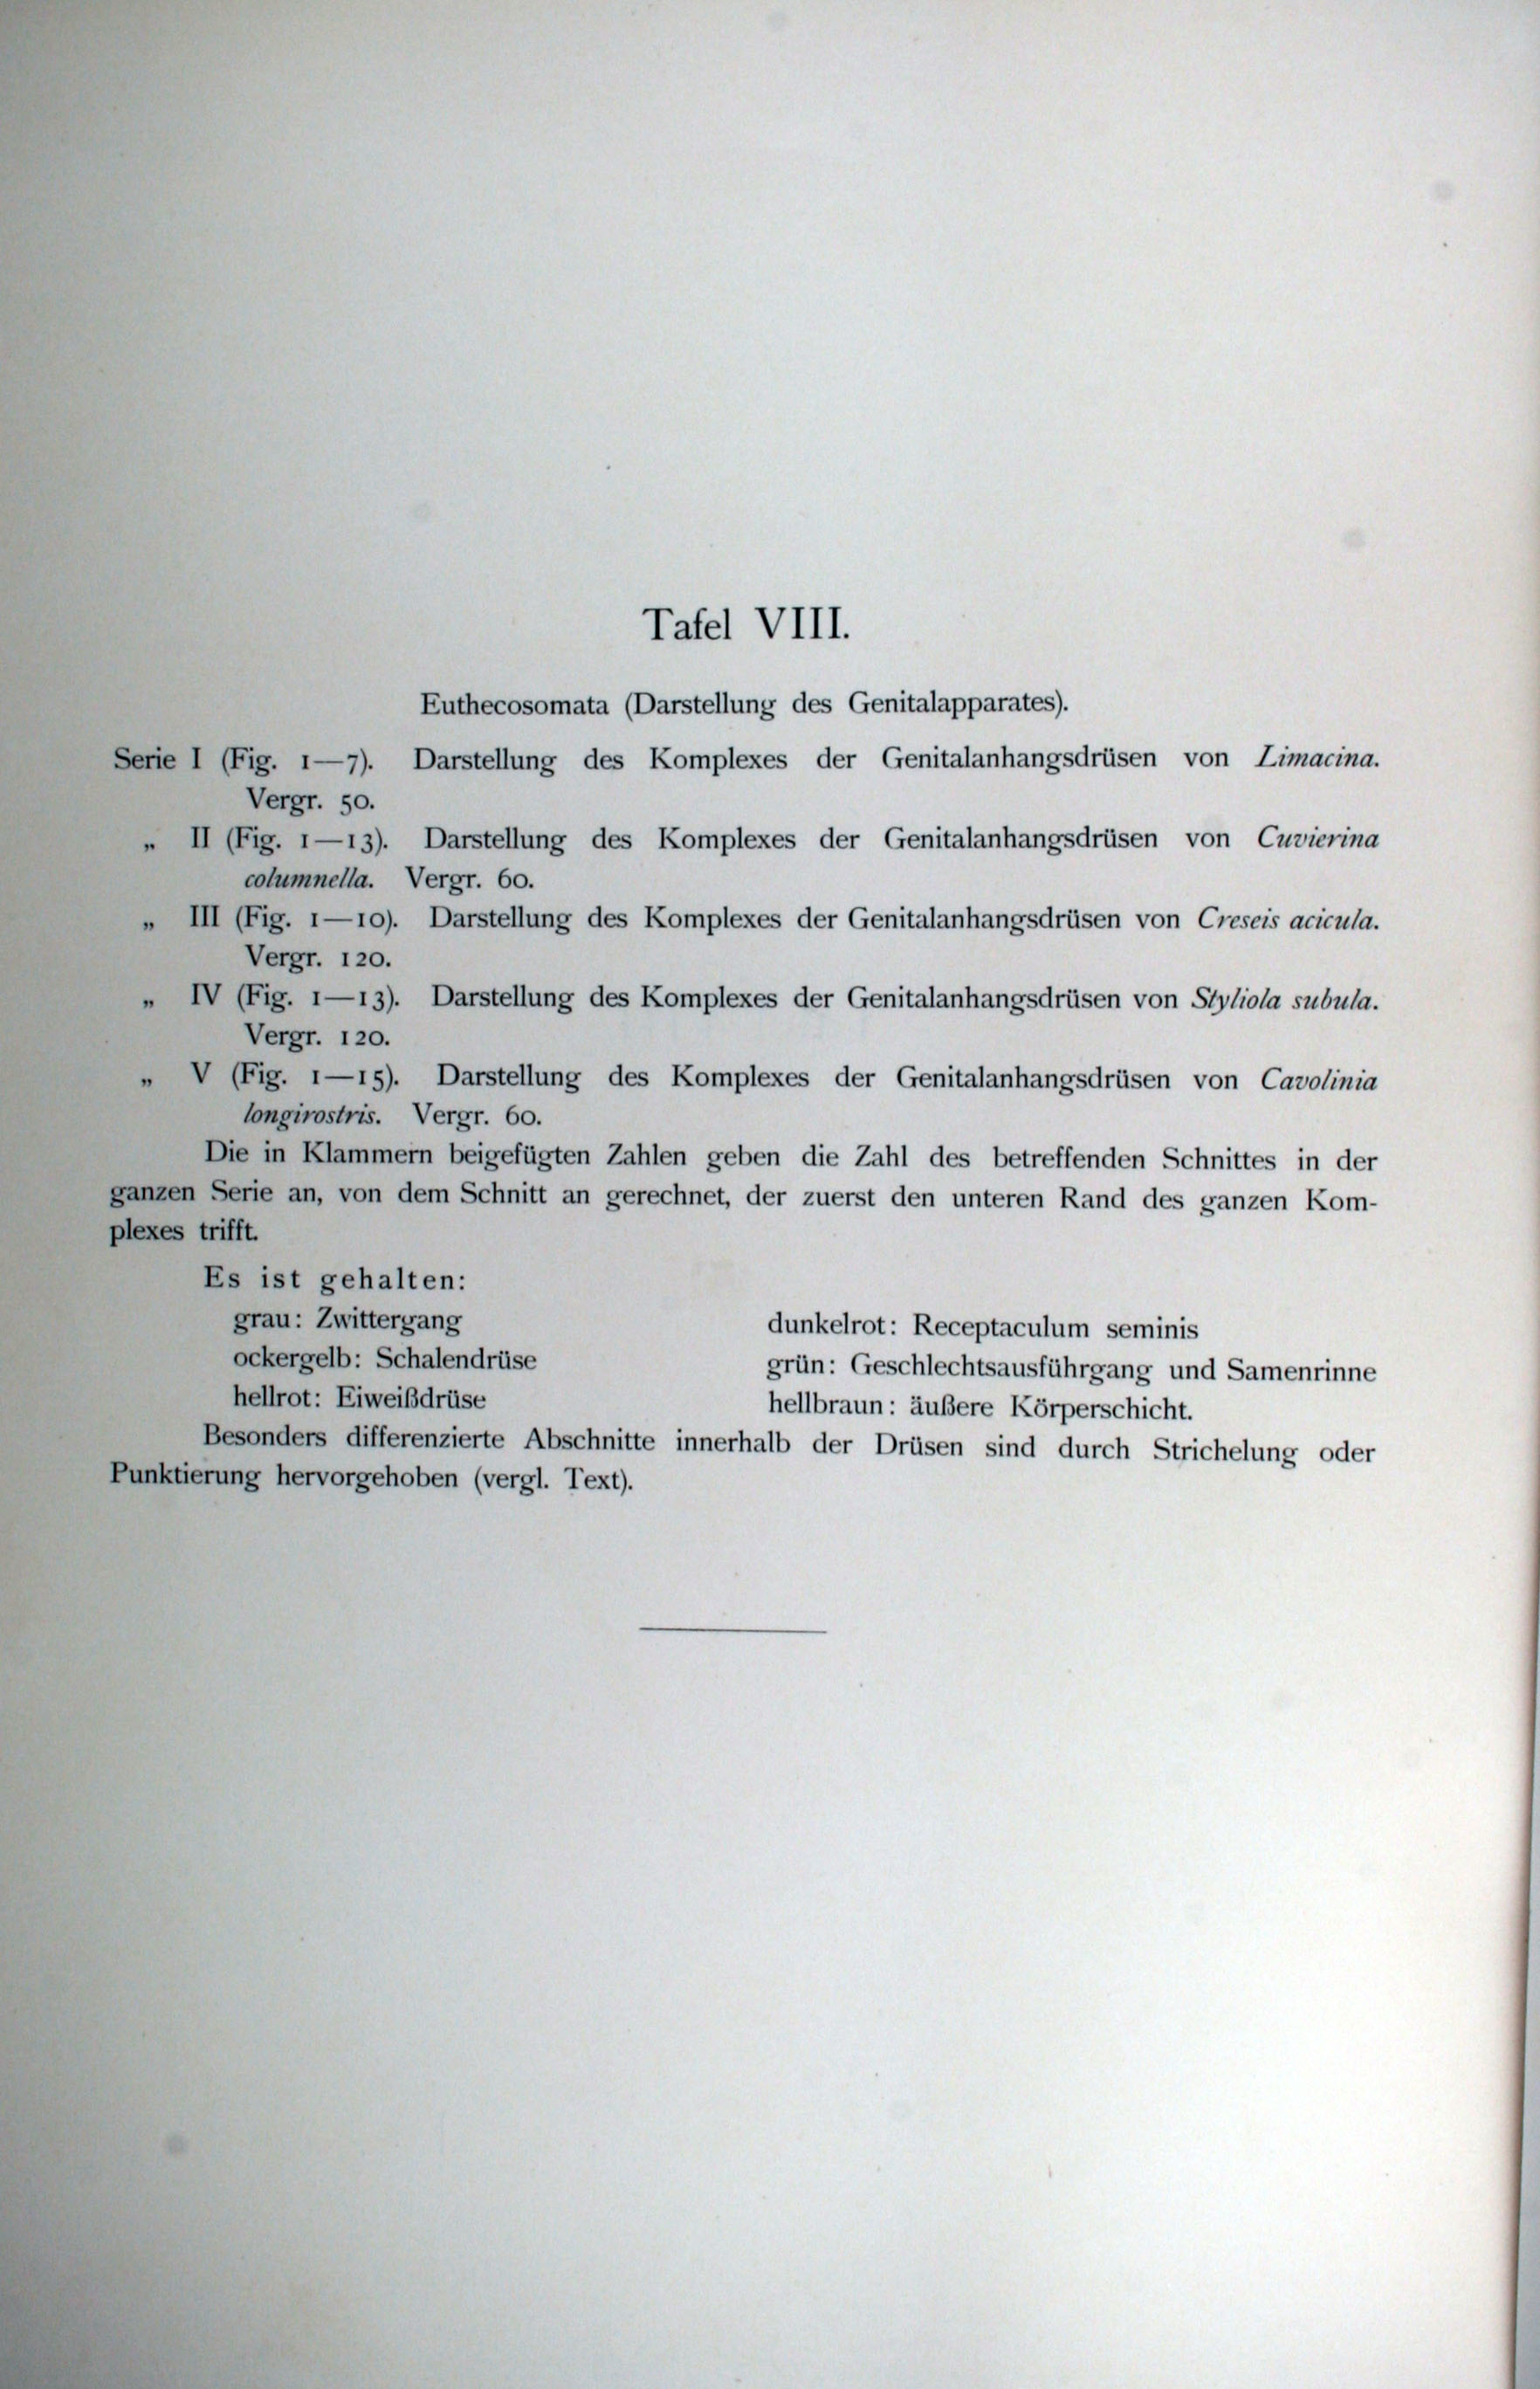 Tafel VIII.
Euthecosomata (Darstellung des Genitalapparates).
Serie I (Fig. 1—7). Darstellung des Komplexes der Genitalanhangsdrüsen von Limacina.
Vergr. 50.
„ II (Fig. 1—13). Darstellung des Komplexes der Genitalanhangsdrüsen von Cuvierina
columnella. Vergr. 60.
„ III (Fig. 1—10). Darstellung des Komplexes der Genitalanhangsdrüsen von Creseis acicula.
Vergr. 120.
„ IV (Fig. 1—13). Darstellung des Komplexes der Genitalanhangsdrüsen von Styliola subula.
Vergr. 120.
„ V (Fig. 1—15). Darstellung des Komplexes der Genitalanhangsdrüsen von Cavolinia
longirostris. Vergr. 60.
Die in Klammern beigefügten Zahlen geben die Zahl des betreffenden Schnittes in der
ganzen Serie an, von dem Schnitt an gerechnet, der zuerst den unteren Rand des ganzen Kom-
plexes trifft.
Es ist gehalten:
grau: Zwittergang
ockergelb: Schalendrüse
hellrot: Eiweißdrüse
dunkelrot: Receptaculum seminis
grün: Geschlechtsausführgang und Samenrinne
hellbraun: äußere Körperschicht.
Besonders differenzierte Abschnitte innerhalb der Drüsen sind durch Strichelung oder
Punktierung hervorgehoben (vergl. Text).